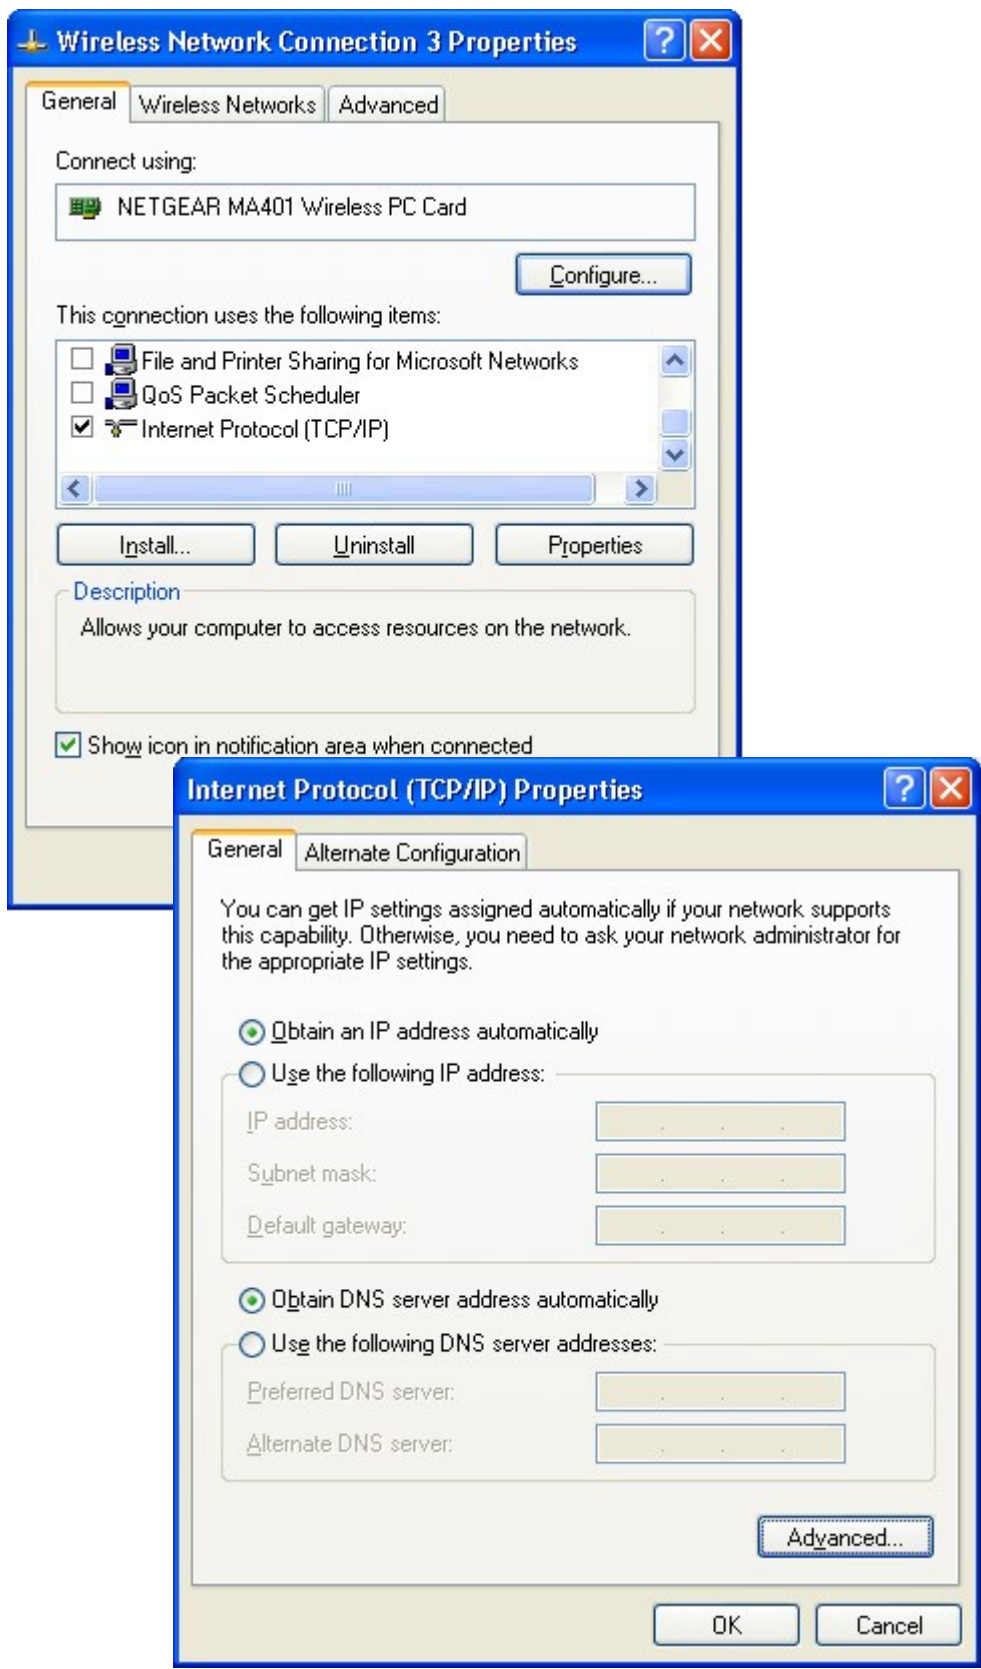 Wireless Network Connection 3 Properties
General
Wireless Networks
Advanced
Connect using:
NETGEAR MA401 Wireless PC Card
Configure...
This connection uses the following items:
File and Printer Sharing for Microsoft Networks
QoS Packet Scheduler
Internet Protocol (TCP/IP)
Install...
Uninstall
Properties
Description
Allows your computer to access resources on the network.
Show icon in notification area when connected
Internet Protocol (TCP/IP) Properties
General
Alternate Configuration
You can get IP settings assigned automatically if your network supports
this capability. Otherwise, you need to ask your network administrator for
the appropriate IP settings.
Obtain an IP address automatically
Use the following IP address:
IP address:
Subnet mask:
Default gateway:
Obtain DNS server address automatically
Use the following DNS server addresses:
Preferred DNS server:
Alternate DNS server:
Advanced...
OK
Cancel